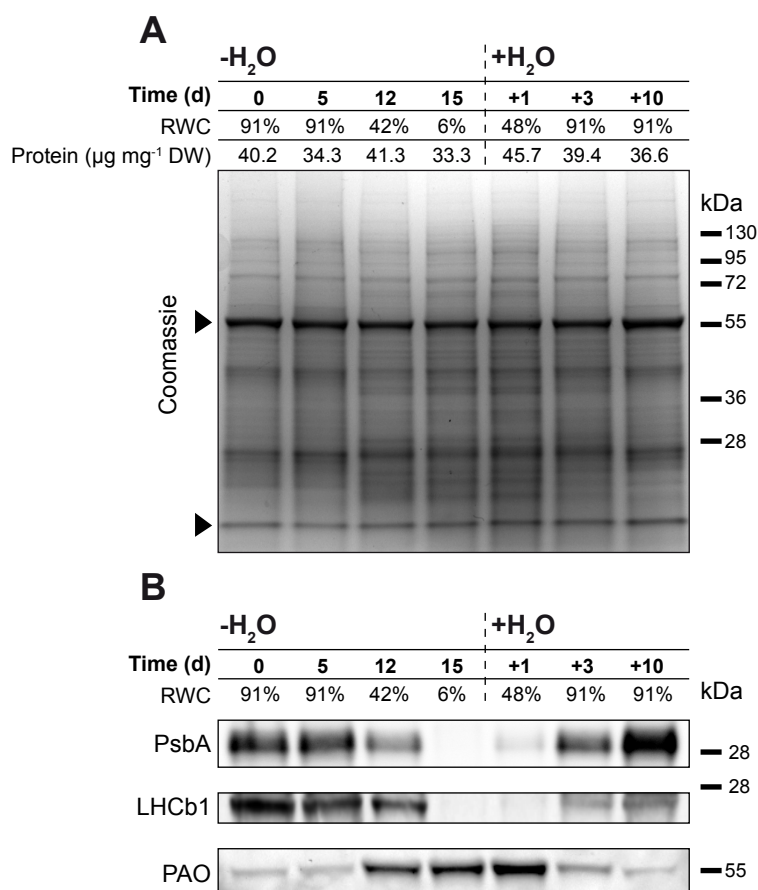 A
-H₂O +H₂O
Time (d) 0 5 12 15 +1 +3 +10
RWC 91% 91% 42% 6% 48% 91% 91%
Protein (µg mg⁻¹ DW) 40.2 34.3 41.3 33.3 45.7 39.4 36.6
kDa
130
95
72
Coomassie
55
36
28
B
-H₂O +H₂O
Time (d) 0 5 12 15 +1 +3 +10
RWC 91% 91% 42% 6% 48% 91% 91%
kDa
PsbA 28
28
LHCb1
PAO 55